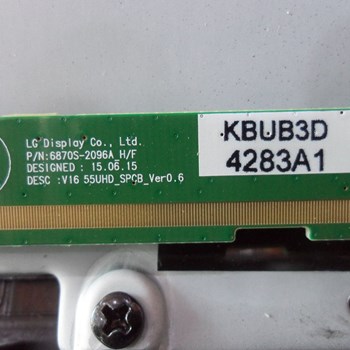 LG Display Co., Ltd.
P/N:6870S-2096A H/F
DESIGNED : 15.06.15
DESC :V16 55UHD_SPCB_Ver0.6
KBUB3D
4283A1